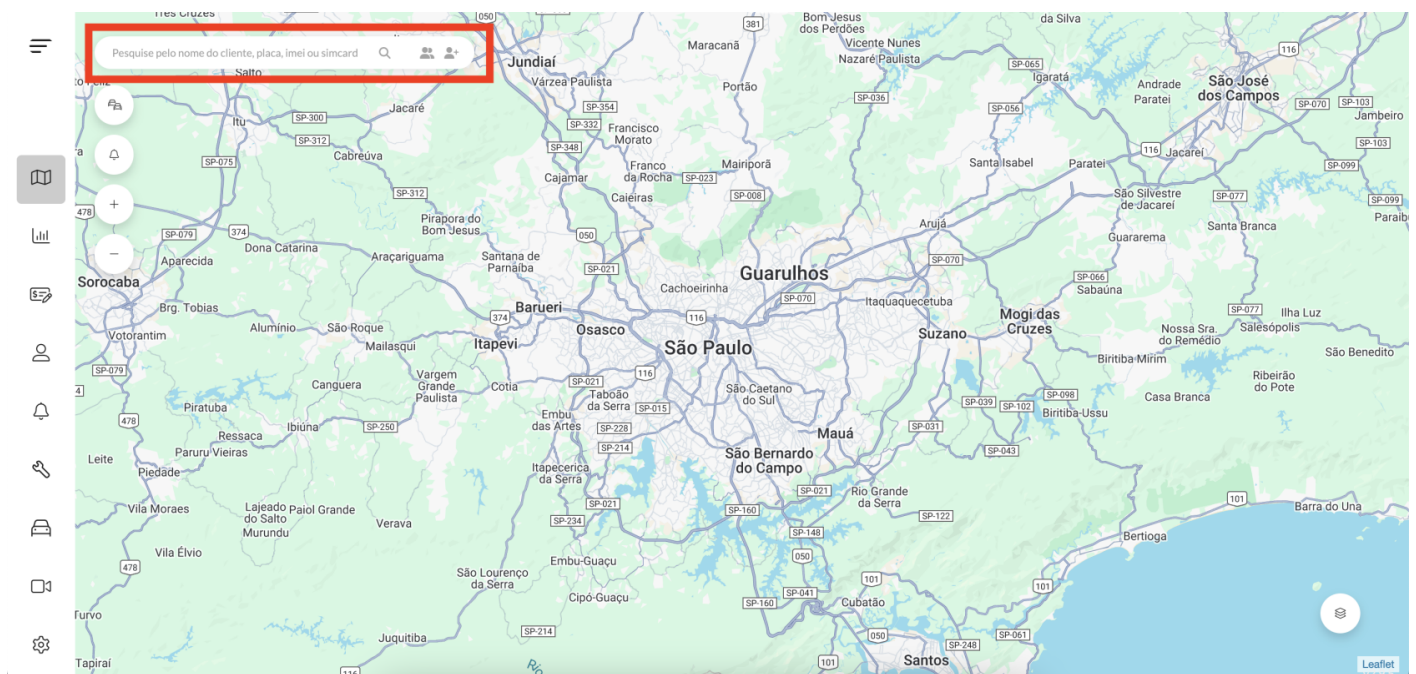 Três Cruzes
050
381
Bom Jesus
dos Perdões
da Silva
Pesquise pelo nome do cliente, placa, imei ou simcard
Vicente Nunes
Maracanã
116
Nazaré Paulista
Jundiaí
SP-065
Salto
Igaratá
São José
dos Campos
Várzea Paulista
Portão
Andrade
Paratei
SP-036
SP-070
SP-103
Jacaré
SP-354
SP-056
Jambeiro
Itu
SP-300
SP-332
Francisco
Morato
SP-312
SP-348
SP-103
116
Jacareí
Cabreúva
SP-075
Franco
da Rocha
Mairiporã
Santa Isabel
Paratei
SP-099
Cajamar
SP-023
SP-312
Caieiras
SP-008
São Silvestre
de Jacareí
SP-077
SP-099
478
Pirapora do
Bom Jesus
Paraib
Arujá
Santa Branca
SP-079
374
050
Guararema
Dona Catarina
Araçariguama
Santana de
Parnaíba
Aparecida
SP-021
SP-070
Guarulhos
Sorocaba
SP-066
Sabaúna
Cachoeirinha
SP-070
Itaquaquecetuba
Brg. Tobias
Barueri
374
116
Mogi das
Cruzes
SP-077
Ilha Luz
Votorantim
Alumínio
São Roque
Osasco
Suzano
Nossa Sra.
do Remédio
Salesópolis
Mailasqui
Itapevi
São Paulo
São Benedito
Biritiba Mirim
SP-079
Vargem
Grande
Paulista
116
Ribeirão
do Pote
Canguera
Cotia
SP-021
Taboão
da Serra
São Caetano
do Sul
SP-039
SP-098
Casa Branca
4
Piratuba
SP-015
SP-102
Biritiba-Ussu
478
Ibiúna
SP-250
Embu
das Artes
SP-228
SP-031
Ressaca
Mauá
Paruru
Vieiras
SP-214
São Bernardo
do Campo
SP-043
Leite
Piedade
Itapecerica
da Serra
SP-021
Rio Grande
da Serra
101
Vila Moraes
Lajeado
do Salto
Paiol Grande
SP-021
SP-160
Barra do Una
Murundu
Verava
SP-234
SP-122
SP-148
Bertioga
Vila Élvio
050
Embu-Guaçu
478
São Lourenço
da Serra
101
101
SP-041
Cipó-Guaçu
SP-160
Cubatão
Turvo
SP-214
050
SP-061
Juquitiba
SP-248
Tapiraí
Santos
101
116
Rio
Leaflet